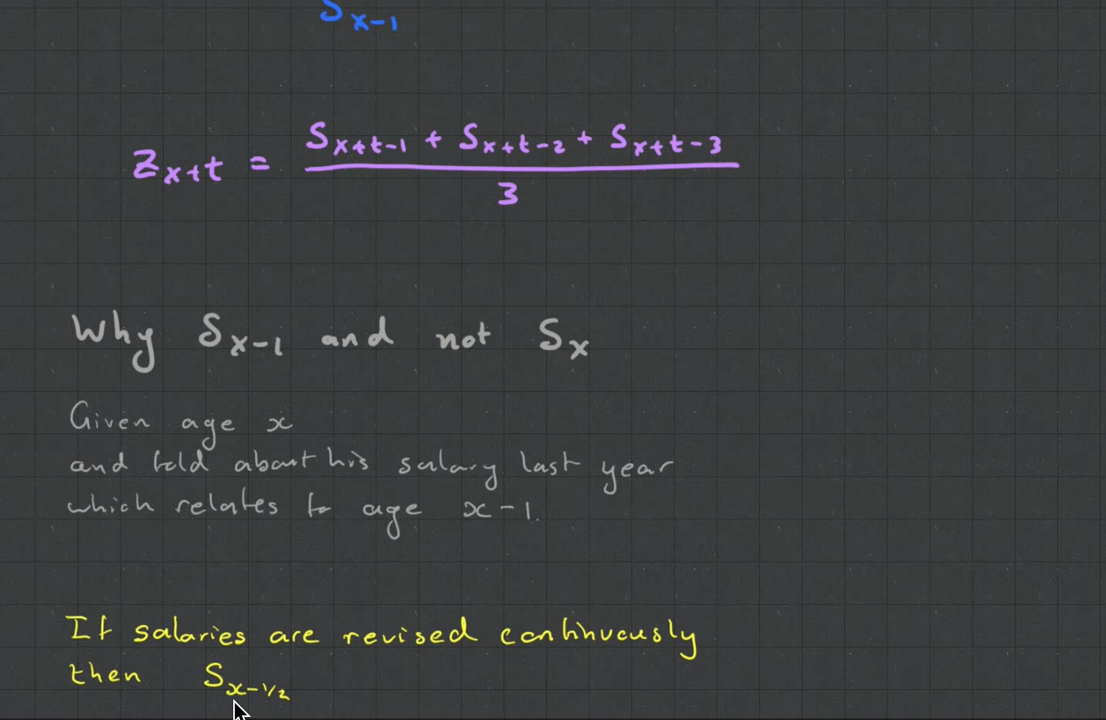 S_{x-1}
Z_{x+t} = \frac{S_{x+t-1} + S_{x+t-2} + S_{x+t-3}}{3}
Why S_{x-1} and not S_x
Given age x
and told about his salary last year
which relates to age x-1.
If salaries are revised continuously
then S_{x-1/2}